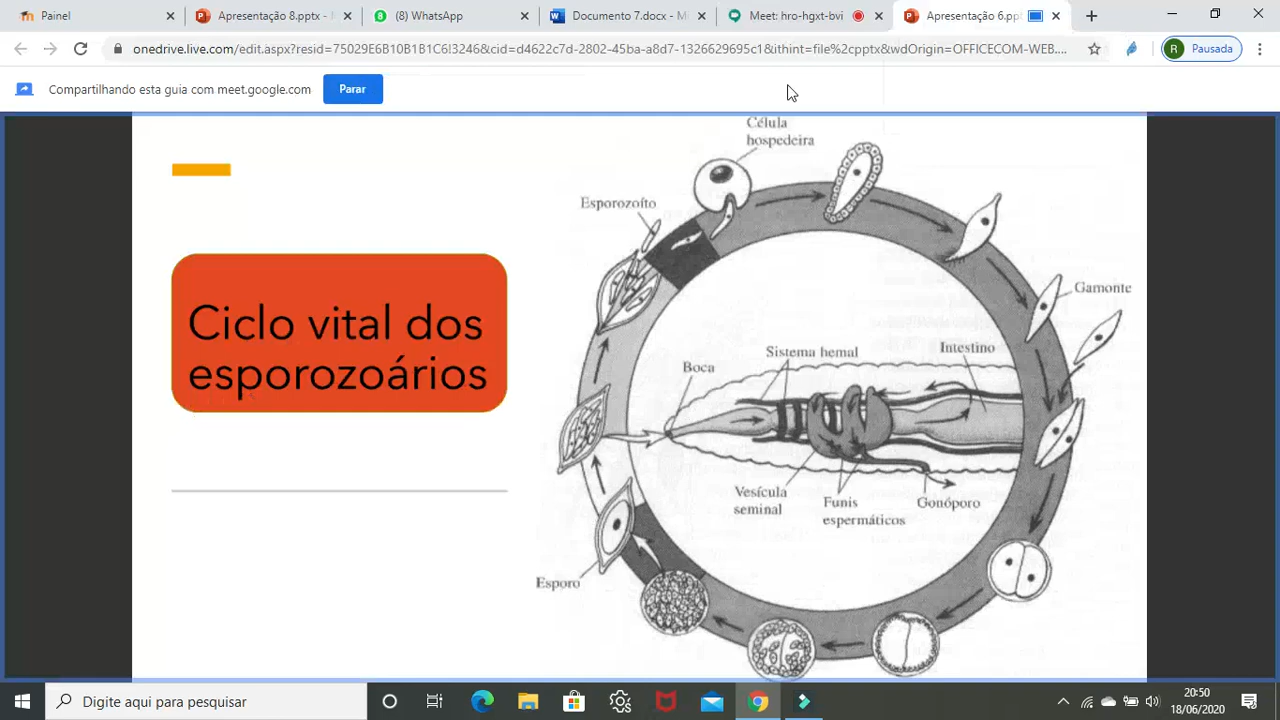 Painel
Apresentação 8.pptx - M
(8) WhatsApp
Documento 7.docx - M
Meet: hro-hgxt-bvi
Apresentação 6.ppt
onedrive.live.com/edit.aspx?resid=75029E6B10B1B1C6!3246&cid=d4622c7d-2802-45ba-a8d7-1326629695c1&ithint=file%2cpptx&wdOrigin=OFFICECOM-WEB....
R Pausada
Compartilhando esta guia com meet.google.com
Parar
Célula
hospedeira
Esporozoíto
Gamonte
Ciclo vital dos
esporozoários
Sistema hemal
Intestino
Boca
Vesícula
seminal
Funis
espermáticos
Gonóporo
Esporo
Digite aqui para pesquisar
20:50
18/06/2020